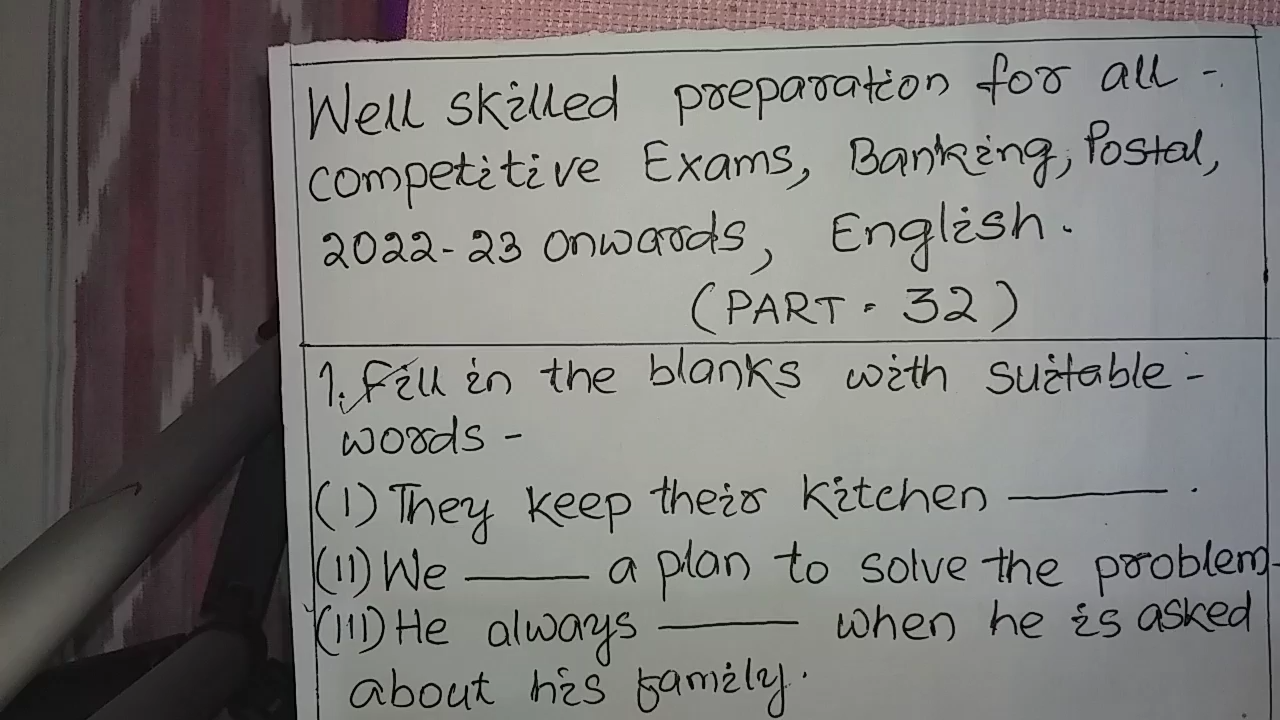 Well skilled preparation for all -
competitive Exams, Banking, Postal,
2022-23 onwards, English.
(PART - 32)
1. Fill in the blanks with suitable -
words -
(I) They keep their kitchen ______ .
(II) We ______ a plan to solve the problem.
(III) He always ______ when he is asked
about his family.